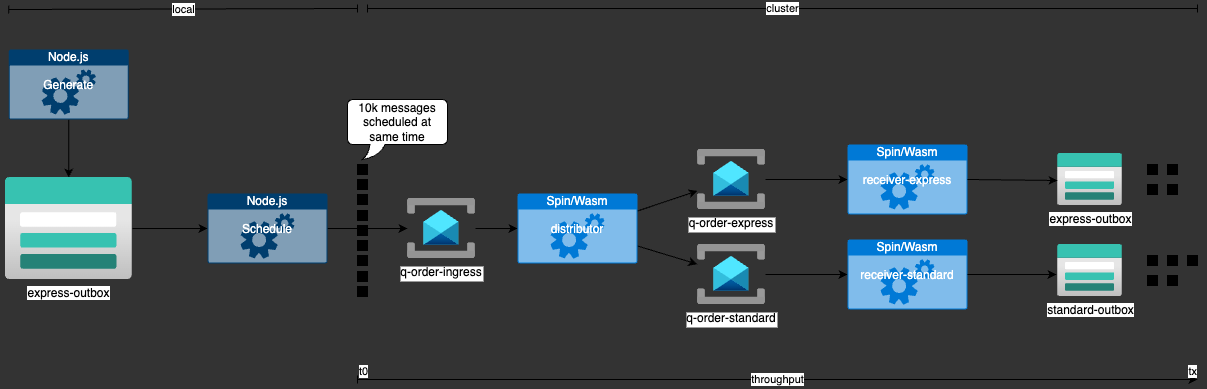 local
cluster
Node.js
Generate
10k messages
scheduled at
same time
express-outbox
Node.js
Schedule
q-order-ingress
Spin/Wasm
distributor
q-order-express
Spin/Wasm
receiver-express
express-outbox
q-order-standard
Spin/Wasm
receiver-standard
standard-outbox
t0
throughput
tx